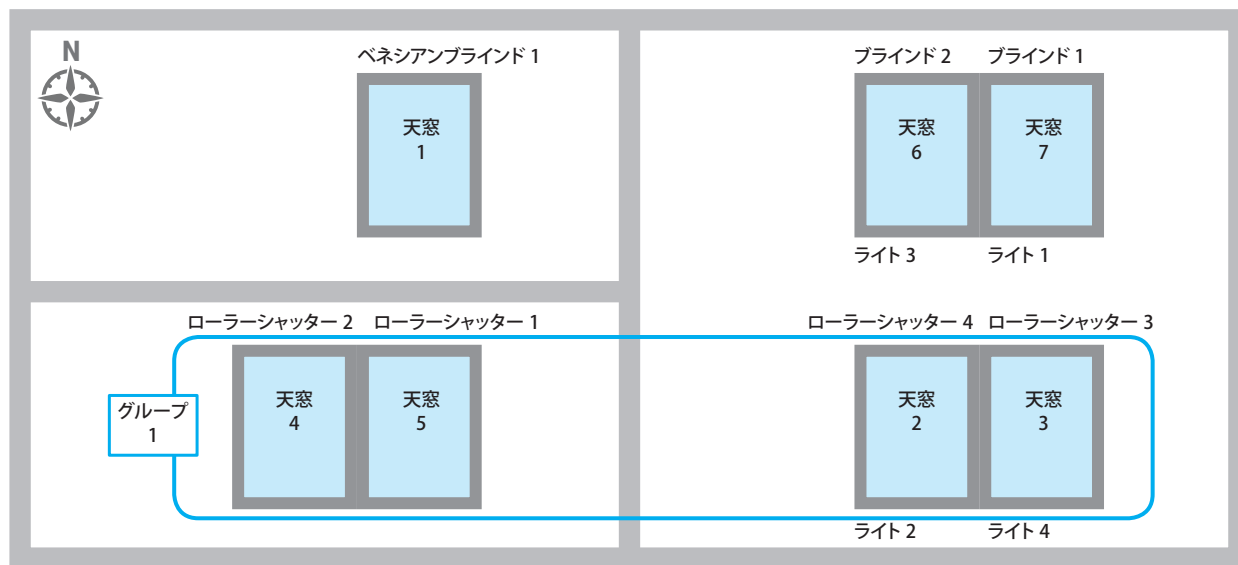 N
ベネシアンブラインド 1
天窓
1
ブラインド 2
ブラインド 1
天窓
6
天窓
7
ライト 3
ライト 1
ローラーシャッター 2
ローラーシャッター 1
グループ
1
天窓
4
天窓
5
ローラーシャッター 4
ローラーシャッター 3
天窓
2
天窓
3
ライト 2
ライト 4